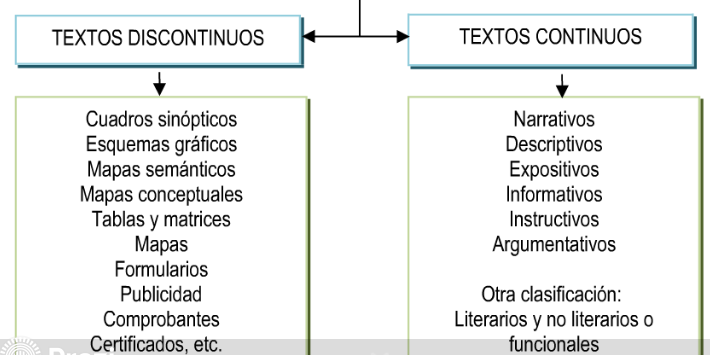 TEXTOS DISCONTINUOS
TEXTOS CONTINUOS
Cuadros sinópticos
Esquemas gráficos
Mapas semánticos
Mapas conceptuales
Tablas y matrices
Mapas
Formularios
Publicidad
Comprobantes
Certificados, etc.
Narrativos
Descriptivos
Expositivos
Informativos
Instructivos
Argumentativos
Otra clasificación:
Literarios y no literarios o
funcionales